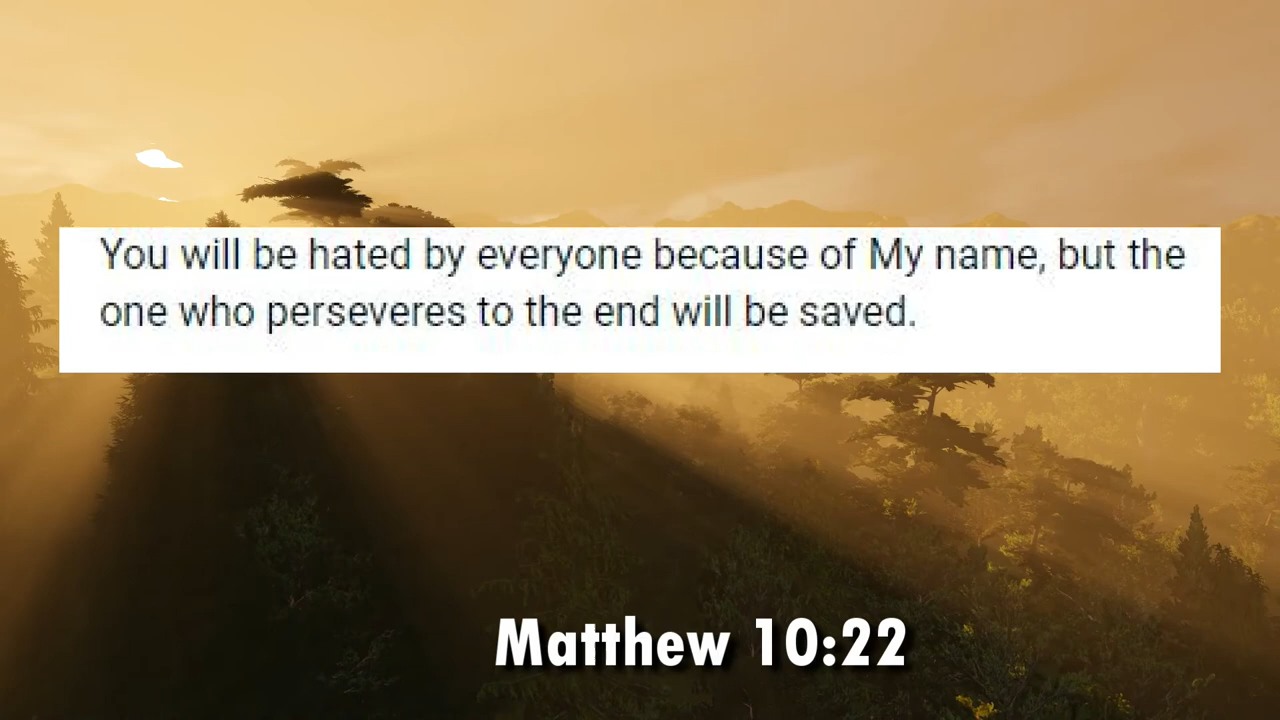 You will be hated by everyone because of My name, but the
one who perseveres to the end will be saved.
Matthew 10:22